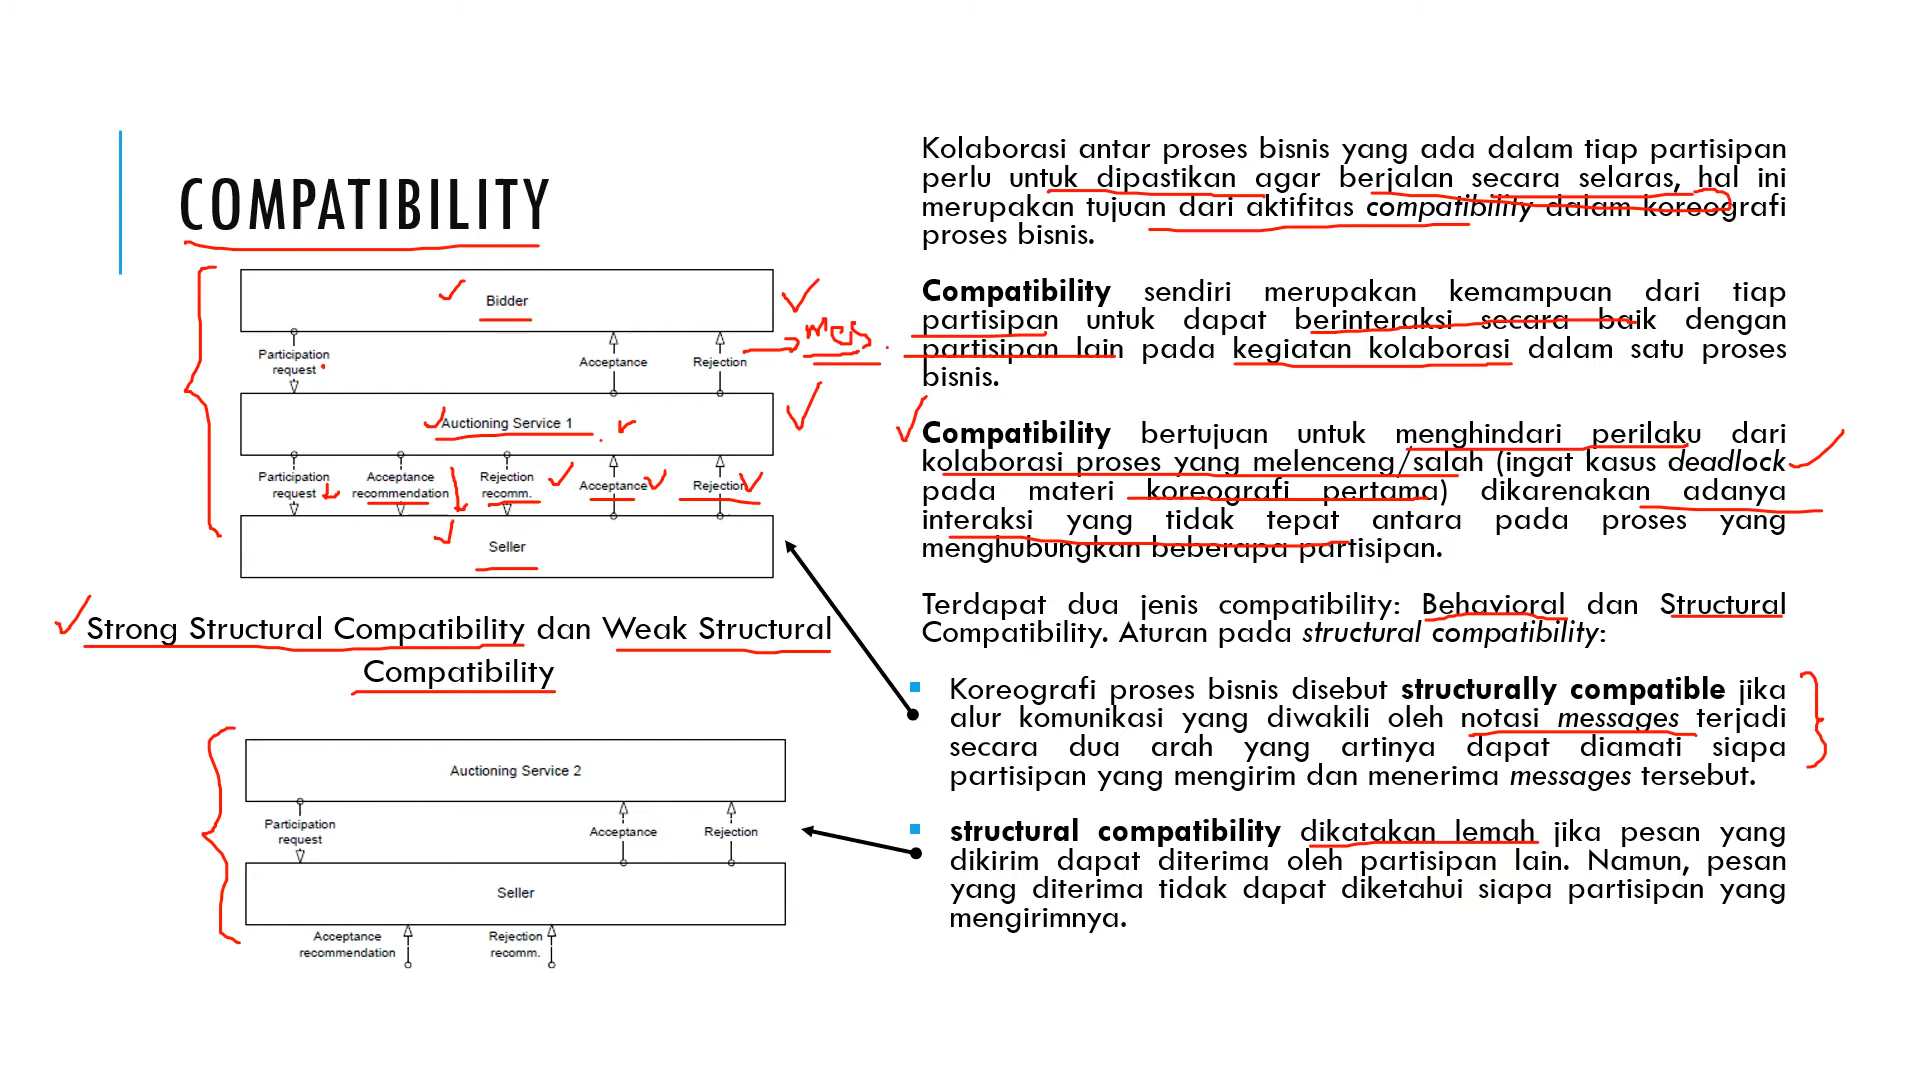 COMPATIBILITY
Bidder
Participation
request
Acceptance
Rejection
Mess.
Auctioning Service 1
Participation
request
Acceptance
recommendation
Rejection
recomm.
Acceptance
Rejection
Seller
Strong Structural Compatibility dan Weak Structural
Compatibility
Auctioning Service 2
Participation
request
Acceptance
Rejection
Seller
Acceptance
recommendation
Rejection
recomm.
Kolaborasi antar proses bisnis yang ada dalam tiap partisipan
perlu untuk dipastikan agar berjalan secara selaras, hal ini
merupakan tujuan dari aktifitas compatibility dalam koreografi
proses bisnis.
Compatibility sendiri merupakan kemampuan dari tiap
partisipan untuk dapat berinteraksi secara baik dengan
partisipan lain pada kegiatan kolaborasi dalam satu proses
bisnis.
Compatibility bertujuan untuk menghindari perilaku dari
kolaborasi proses yang melenceng/salah (ingat kasus deadlock
pada materi koreografi pertama) dikarenakan adanya
interaksi yang tidak tepat antara pada proses yang
menghubungkan beberapa partisipan.
Terdapat dua jenis compatibility: Behavioral dan Structural
Compatibility. Aturan pada structural compatibility:
Koreografi proses bisnis disebut structurally compatible jika
alur komunikasi yang diwakili oleh notasi messages terjadi
secara dua arah yang artinya dapat diamati siapa
partisipan yang mengirim dan menerima messages tersebut.
structural compatibility dikatakan lemah jika pesan yang
dikirim dapat diterima oleh partisipan lain. Namun, pesan
yang diterima tidak dapat diketahui siapa partisipan yang
mengirimnya.